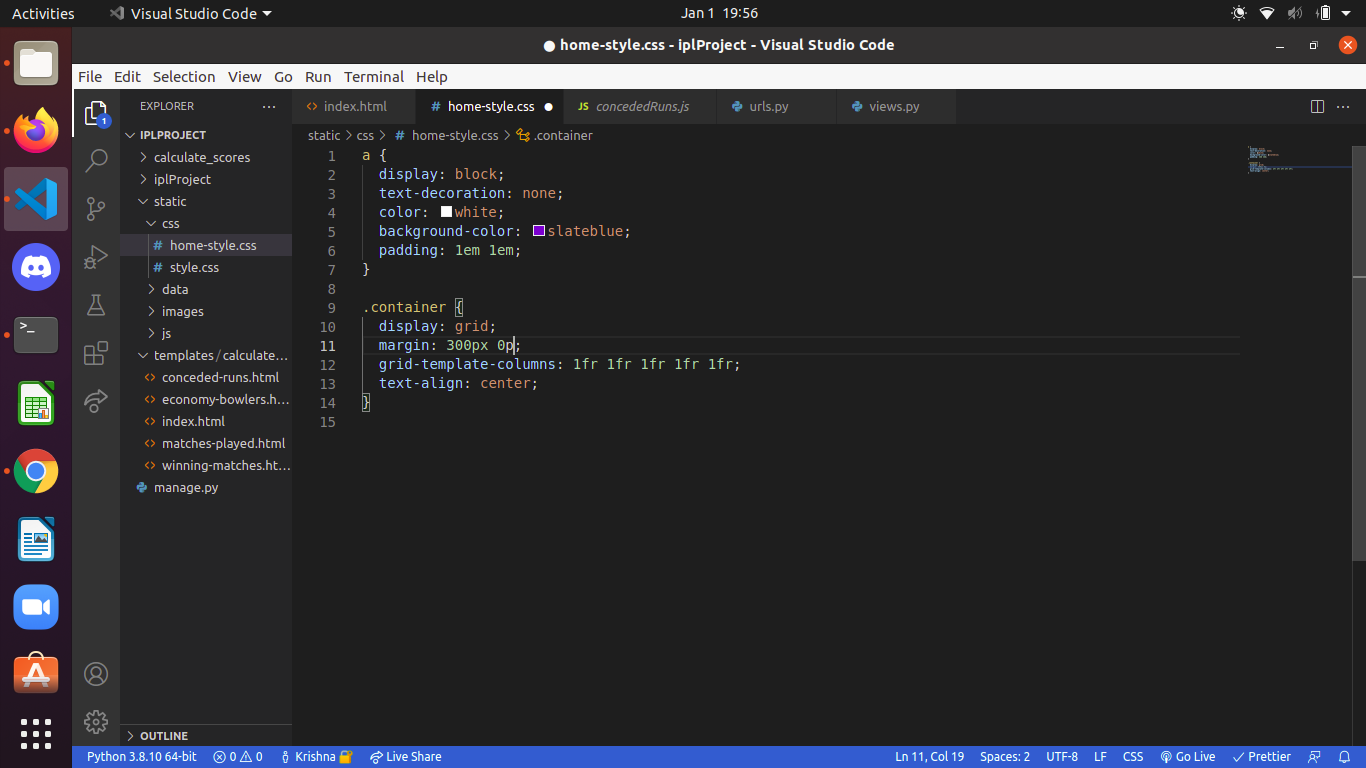 Activities
Visual Studio Code
Jan 1 19:56
● home-style.css - iplProject - Visual Studio Code
File Edit Selection View Go Run Terminal Help
1
EXPLORER ...
index.html
# home-style.css ●
JS concededRuns.js
urls.py
views.py
static > css > # home-style.css > .container
IPLPROJECT
calculate_scores
iplProject
static
css
# home-style.css
# style.css
data
images
js
templates / calculate...
conceded-runs.html
economy-bowlers.h...
index.html
matches-played.html
winning-matches.ht...
manage.py
OUTLINE
1 a {
2 display: block;
3 text-decoration: none;
4 color: white;
5 background-color: slateblue;
6 padding: 1em 1em;
7 }
8
9 .container {
10 display: grid;
11 margin: 300px 0p;
12 grid-template-columns: 1fr 1fr 1fr 1fr 1fr;
13 text-align: center;
14 }
15
Python 3.8.10 64-bit 0 0 Krishna Live Share Ln 11, Col 19 Spaces: 2 UTF-8 LF CSS Go Live Prettier